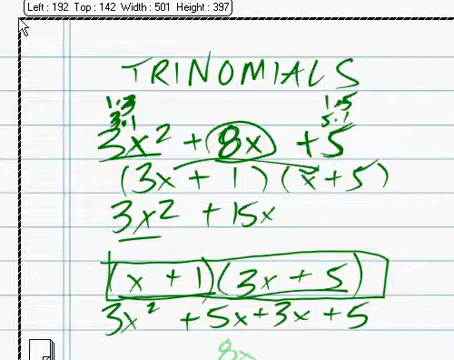 Left : 192 Top : 142 Width : 501 Height : 397
TRINOMIALS
1·3 1·5
3·1 5·1
3x² + 8x + 5
(3x + 1)(x + 5)
3x² + 15x
(x + 1)(3x + 5)
3x² + 5x + 3x + 5
8x